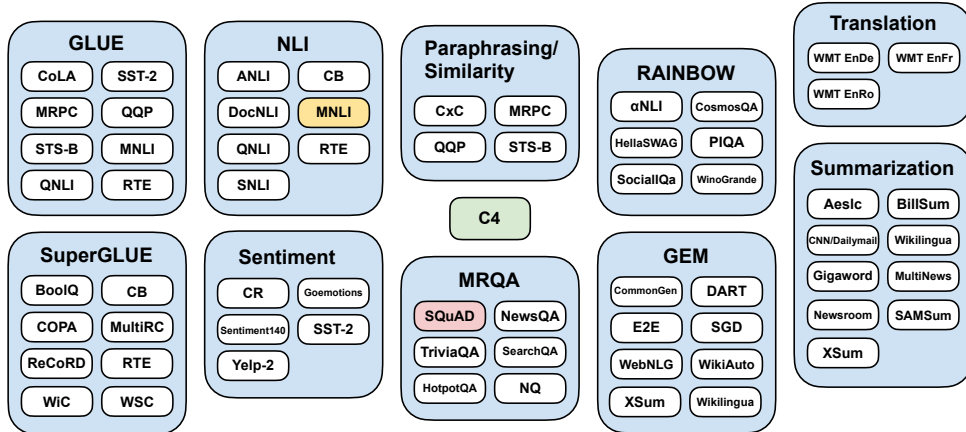 GLUE
CoLA SST-2
MRPC QQP
STS-B MNLI
QNLI RTE
NLI
ANLI CB
DocNLI MNLI
QNLI RTE
SNLI
Paraphrasing/
Similarity
CxC MRPC
QQP STS-B
C4
RAINBOW
αNLI CosmosQA
HellaSWAG PIQA
SocialIQa WinoGrande
Translation
WMT EnDe WMT EnFr
WMT EnRo
SuperGLUE
BoolQ CB
COPA MultiRC
ReCoRD RTE
WiC WSC
Sentiment
CR Goemotions
Sentiment140 SST-2
Yelp-2
MRQA
SQuAD NewsQA
TriviaQA SearchQA
HotpotQA NQ
GEM
CommonGen DART
E2E SGD
WebNLG WikiAuto
XSum Wikilingua
Summarization
Aeslc BillSum
CNN/Dailymail Wikilingua
Gigaword MultiNews
Newsroom SAMSum
XSum